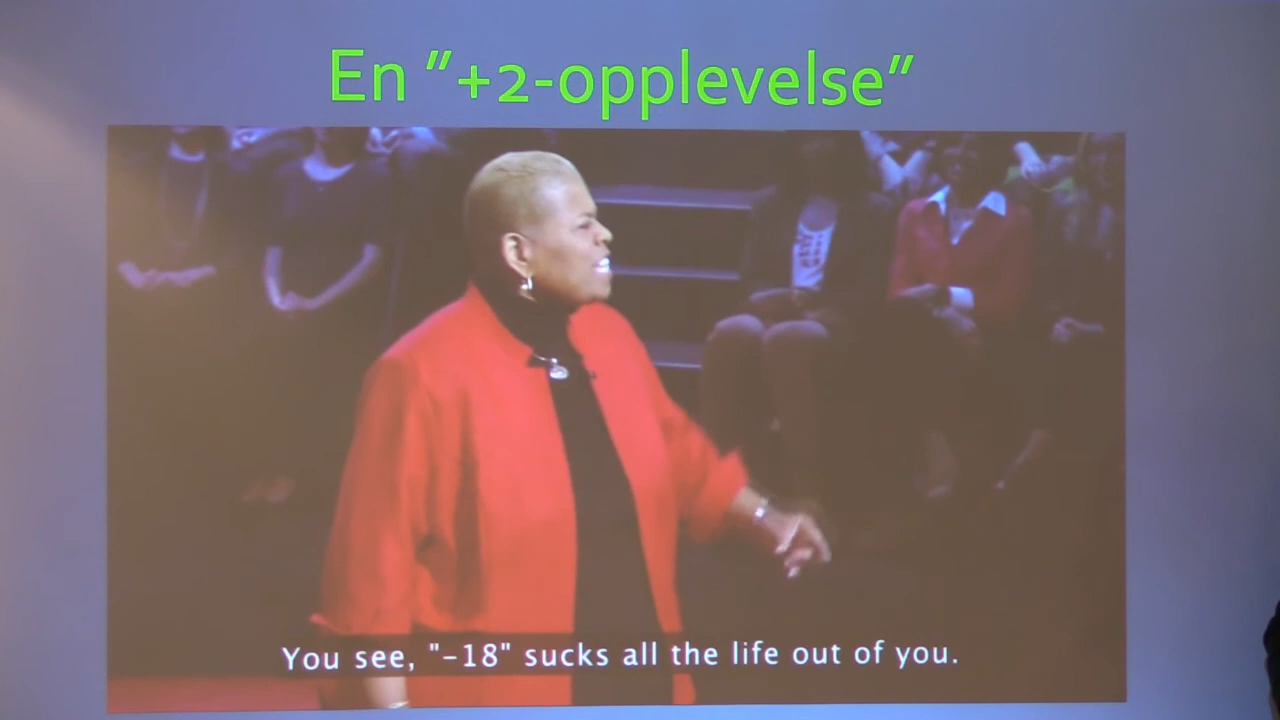 En "+2-opplevelse"
You see, "-18" sucks all the life out of you.